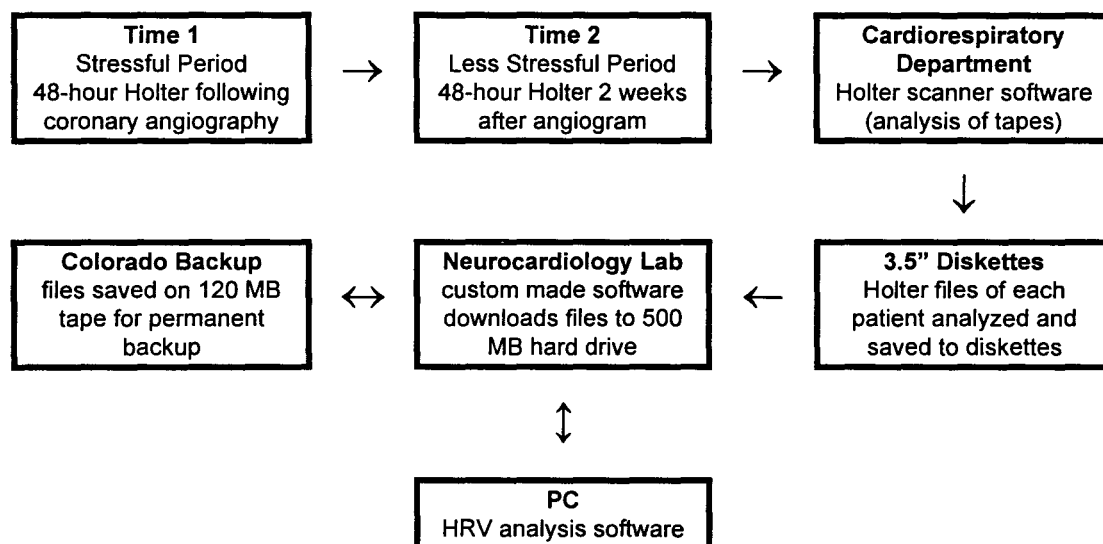 Time 1
Stressful Period
48-hour Holter following
coronary angiography
→
Time 2
Less Stressful Period
48-hour Holter 2 weeks
after angiogram
→
Cardiorespiratory
Department
Holter scanner software
(analysis of tapes)
↓
Colorado Backup
files saved on 120 MB
tape for permanent
backup
↔
Neurocardiology Lab
custom made software
downloads files to 500
MB hard drive
←
3.5” Diskettes
Holter files of each
patient analyzed and
saved to diskettes
↕
PC
HRV analysis software